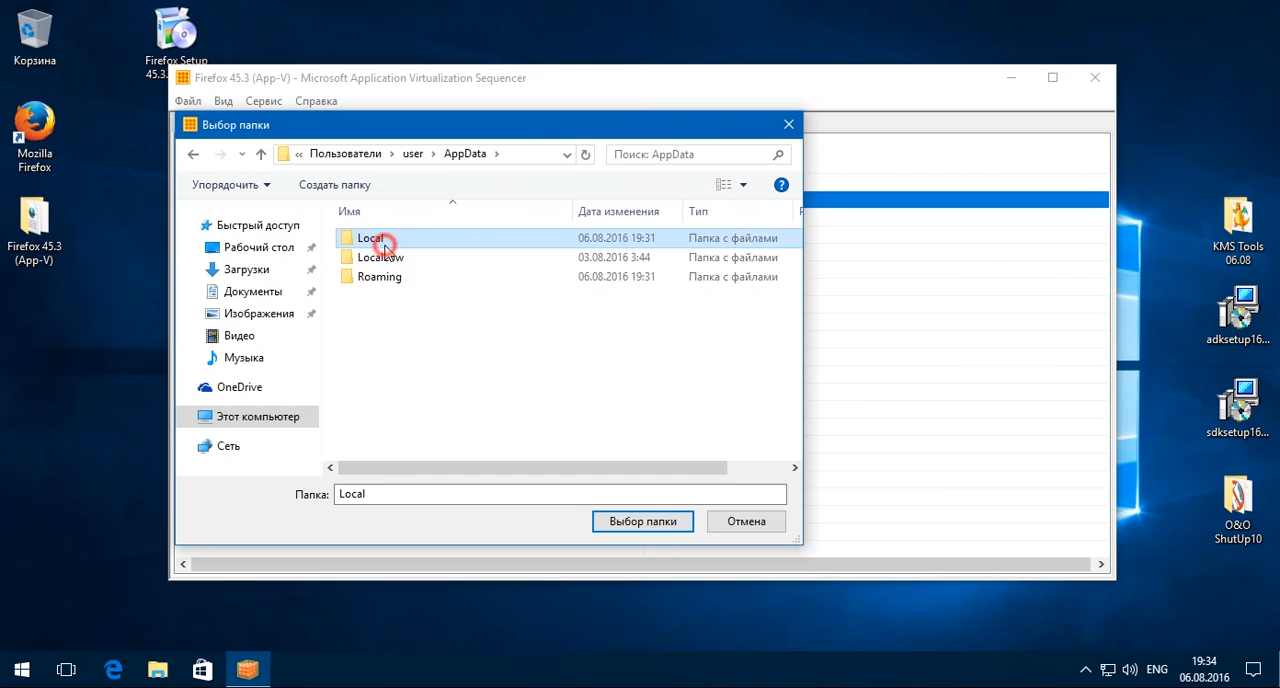 Корзина
Firefox Setup
45.3.
Mozilla
Firefox
Firefox 45.3
(App-V)
Firefox 45.3 (App-V) - Microsoft Application Virtualization Sequencer
Файл Вид Сервис Справка
Выбор папки
« Пользователи › user › AppData ›
Поиск: AppData
Упорядочить
Создать папку
Имя
Дата изменения
Тип
Быстрый доступ
Рабочий стол
Загрузки
Документы
Изображения
Видео
Музыка
OneDrive
Этот компьютер
Сеть
Local 06.08.2016 19:31 Папка с файлами
03.08.2016 3:44 Папка с файлами
Roaming 06.08.2016 19:31 Папка с файлами
Папка: Local
Выбор папки
Отмена
KMS Tools
06.08
adksetup16...
sdksetup16...
O&O
ShutUp10
ENG
19:34
06.08.2016